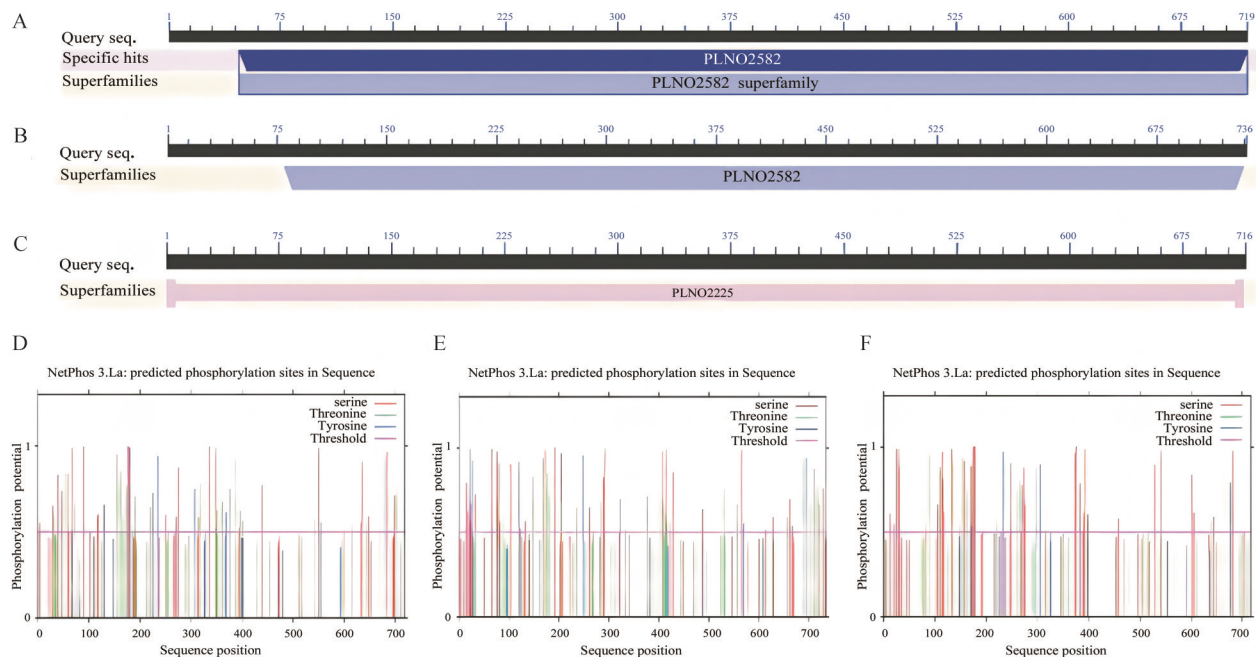 A
1 75 150 225 300 375 450 525 600 675 719
Query seq.
Specific hits PLNO2582
Superfamilies PLNO2582 superfamily
B
1 75 150 225 300 375 450 525 600 675 736
Query seq.
Superfamilies PLNO2582
C
1 75 150 225 300 375 450 525 600 675 716
Query seq.
Superfamilies PLNO2225
D
NetPhos 3.La: predicted phosphorylation sites in Sequence
serine
Threonine
Tyrosine
Threshold
Phosphorylation potential
1
0
0 100 200 300 400 500 600 700
Sequence position
E
NetPhos 3.La: predicted phosphorylation sites in Sequence
serine
Threonine
Tyrosine
Threshold
Phosphorylation potential
1
0
0 100 200 300 400 500 600 700
Sequence position
F
NetPhos 3.La: predicted phosphorylation sites in Sequence
serine
Threonine
Tyrosine
Threshold
Phosphorylation potential
1
0
0 100 200 300 400 500 600 700
Sequence position